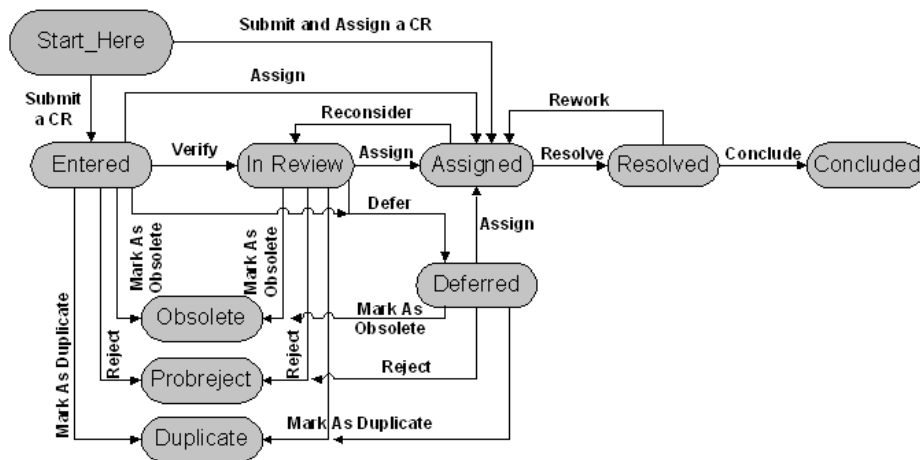 Submit and Assign a CR
Start_Here
Assign
Submit
a CR
Reconsider
Rework
Entered
Verify
In Review
Assign
Assigned
Resolve
Resolved
Conclude
Concluded
Defer
Assign
Mark As
Obsolete
Mark As
Obsolete
Deferred
Obsolete
Mark As
Obsolete
Mark As Duplicate
Reject
Probreject
Reject
Reject
Duplicate
Mark As Duplicate